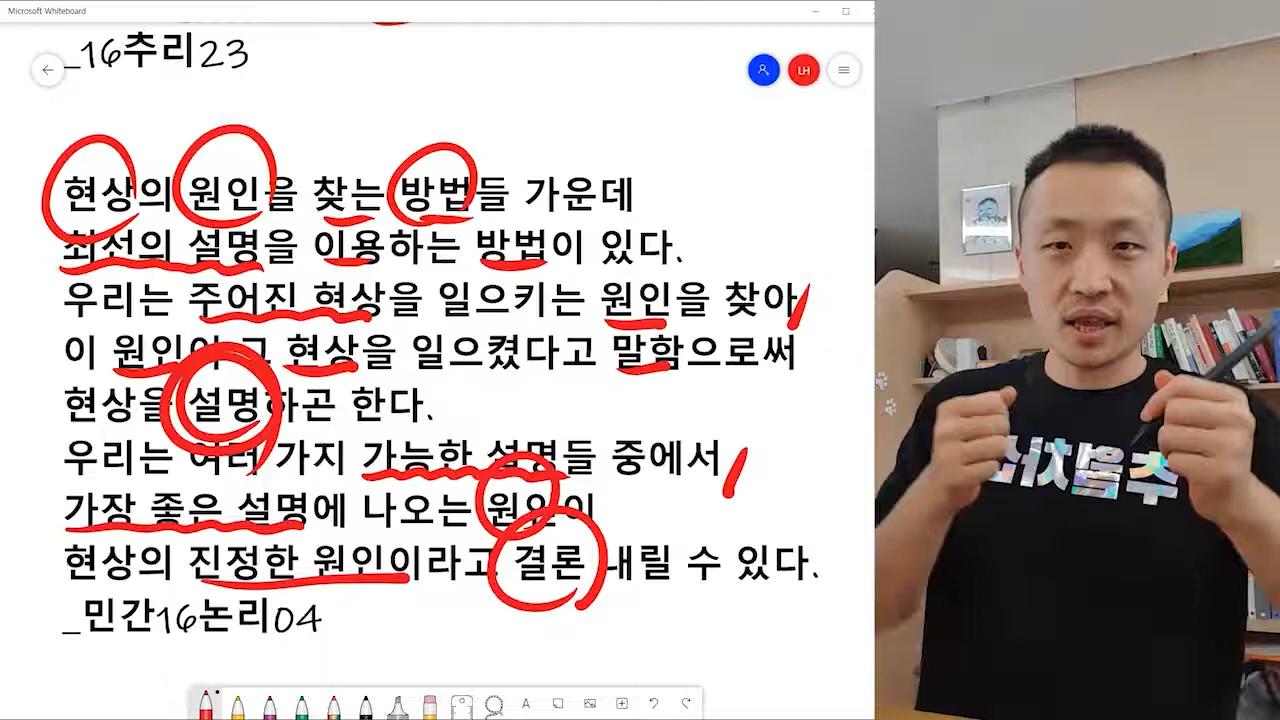 Microsoft Whiteboard
_16추리23
LH
현상의 원인을 찾는 방법들 가운데
최선의 설명을 이용하는 방법이 있다.
우리는 주어진 현상을 일으키는 원인을 찾아
이 원인이 그 현상을 일으켰다고 말함으로써
현상을 설명하곤 한다.
우리는 여러 가지 가능한 설명들 중에서
가장 좋은 설명에 나오는 원인이
현상의 진정한 원인이라고 결론 내릴 수 있다.
_민간16논리04
A